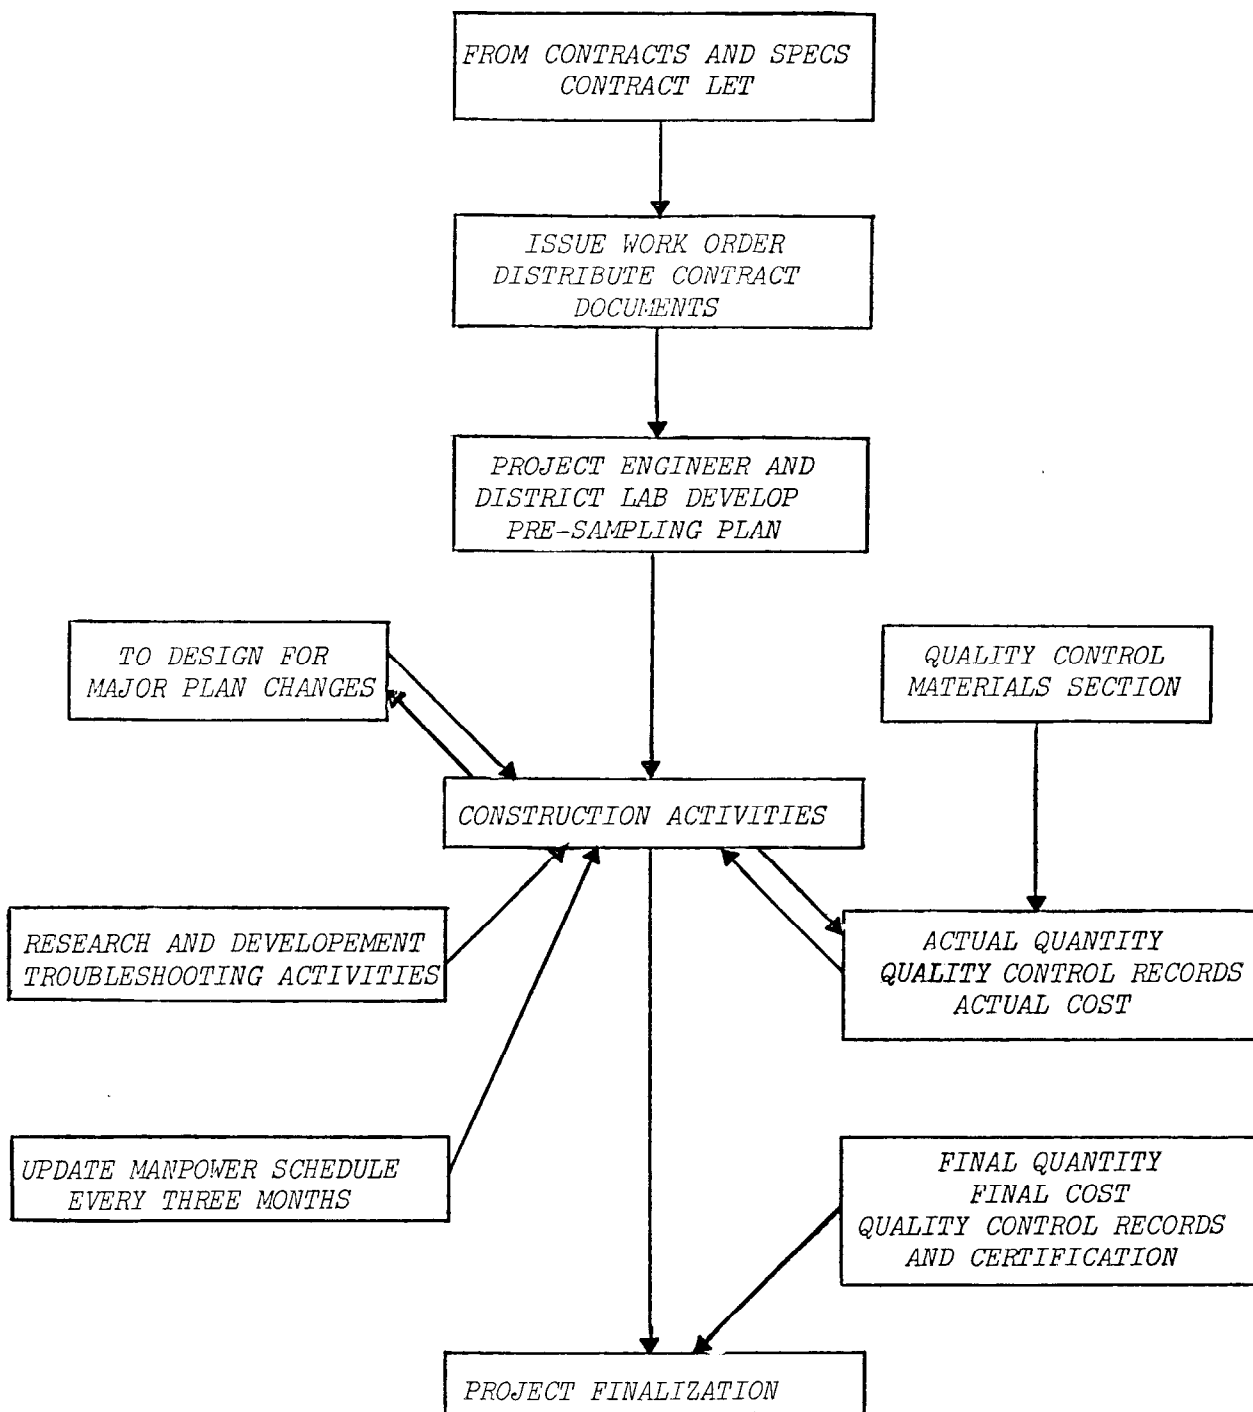 FROM CONTRACTS AND SPECS
CONTRACT LET
ISSUE WORK ORDER
DISTRIBUTE CONTRACT
DOCUMENTS
PROJECT ENGINEER AND
DISTRICT LAB DEVELOP
PRE-SAMPLING PLAN
TO DESIGN FOR
MAJOR PLAN CHANGES
QUALITY CONTROL
MATERIALS SECTION
CONSTRUCTION ACTIVITIES
RESEARCH AND DEVELOPEMENT
TROUBLESHOOTING ACTIVITIES
ACTUAL QUANTITY
QUALITY CONTROL RECORDS
ACTUAL COST
UPDATE MANPOWER SCHEDULE
EVERY THREE MONTHS
FINAL QUANTITY
FINAL COST
QUALITY CONTROL RECORDS
AND CERTIFICATION
PROJECT FINALIZATION